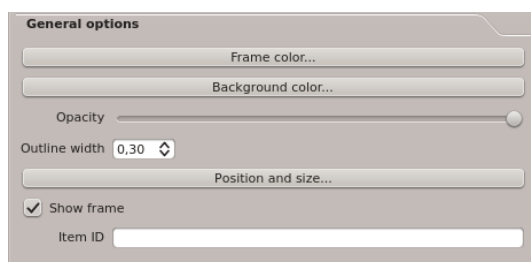 General options
Frame color...
Background color...
Opacity
Outline width 0,30
Position and size...
Show frame
Item ID